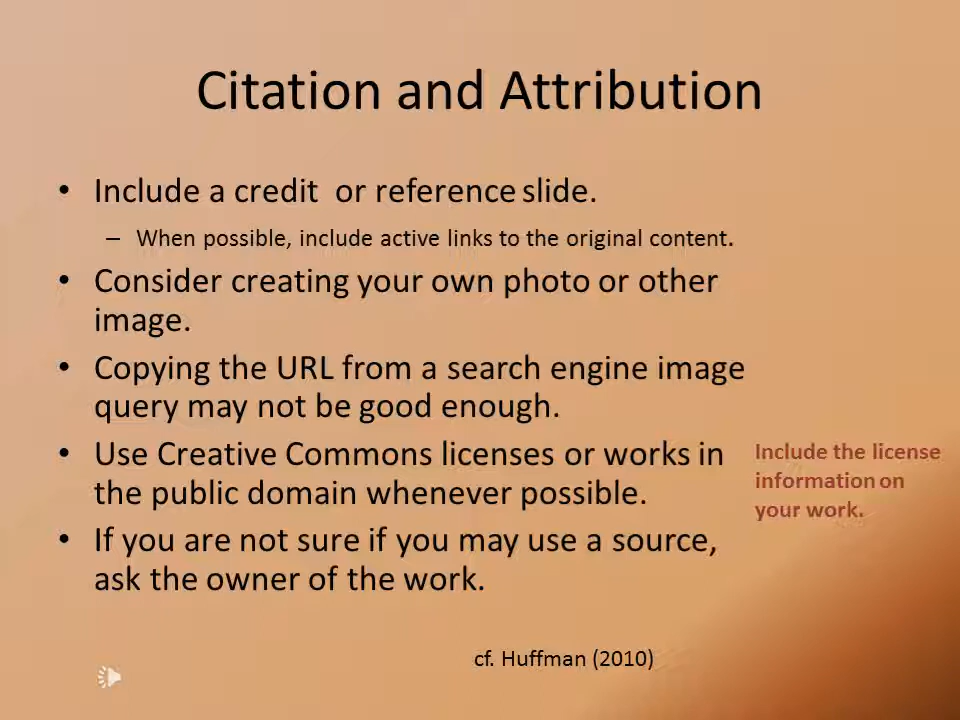 Citation and Attribution
• Include a credit or reference slide.
– When possible, include active links to the original content.
• Consider creating your own photo or other
image.
• Copying the URL from a search engine image
query may not be good enough.
• Use Creative Commons licenses or works in
the public domain whenever possible.
Include the license
information on
your work.
• If you are not sure if you may use a source,
ask the owner of the work.
cf. Huffman (2010)